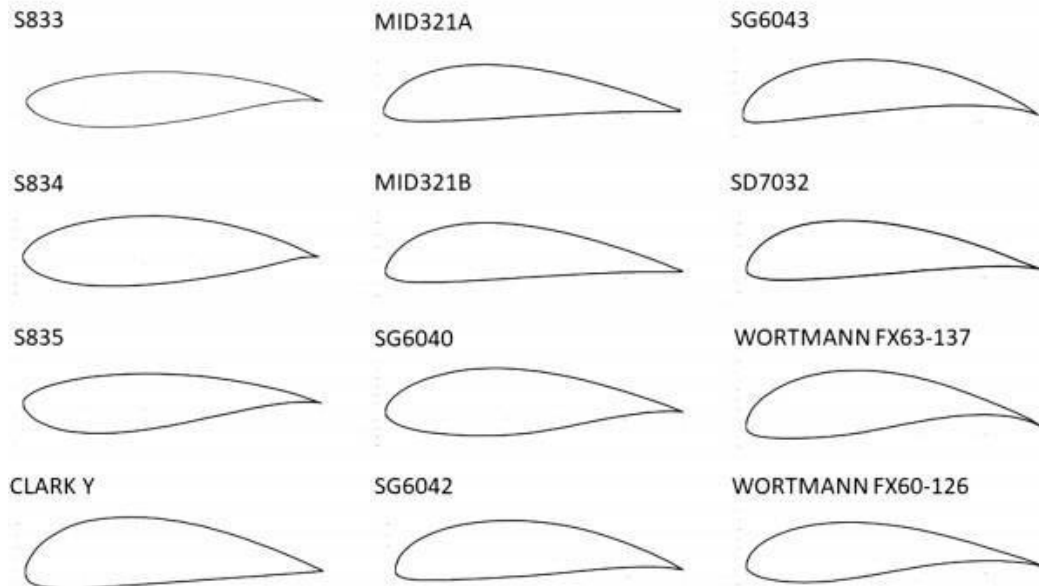 S833
MID321A
SG6043
S834
MID321B
SD7032
S835
SG6040
WORTMANN FX63-137
CLARK Y
SG6042
WORTMANN FX60-126